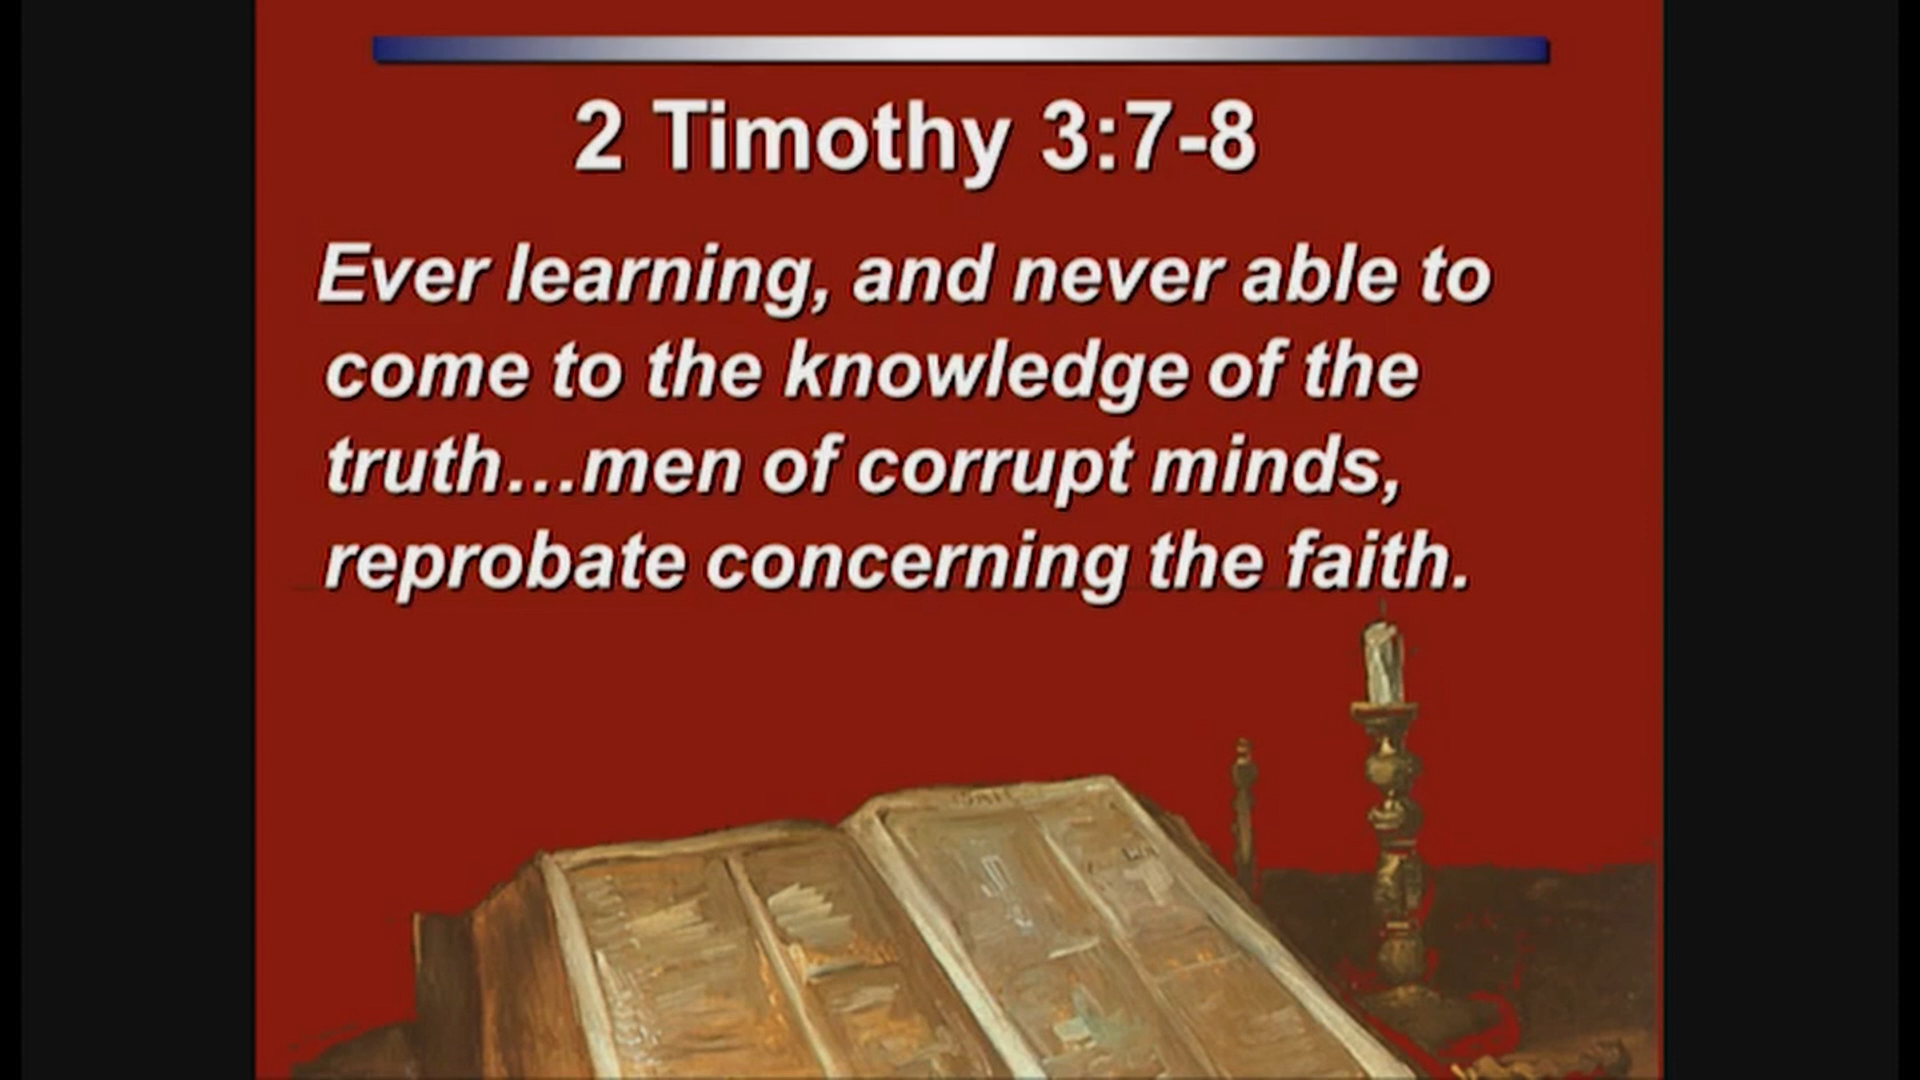 2 Timothy 3:7-8
Ever learning, and never able to
come to the knowledge of the
truth...men of corrupt minds,
reprobate concerning the faith.